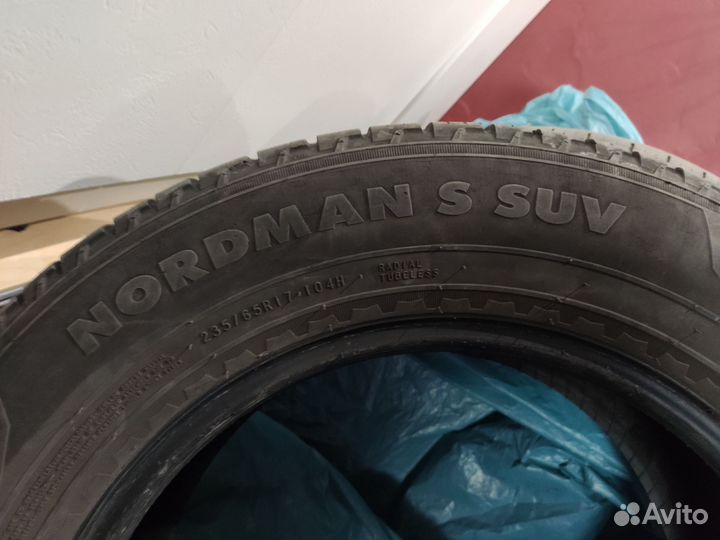 NORDMAN S SUV
235/65R17 · 104H
RADIAL
TUBELESS
Avito